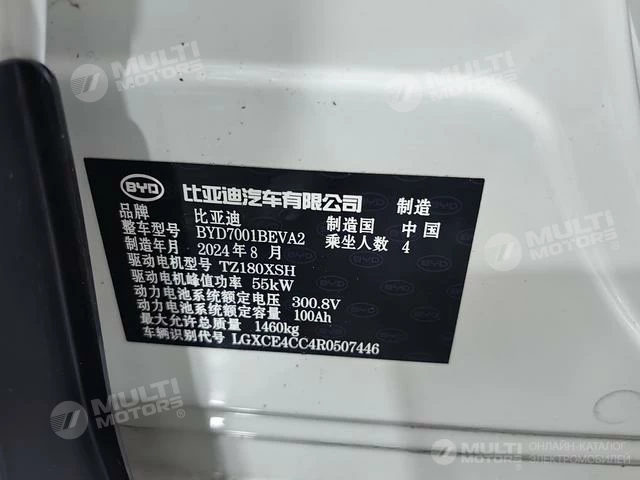 MULTI MOTORS
MULTI MOTORS
BYD 比亚迪汽车有限公司 制造
品牌 比亚迪 制造国 中国
整车型号 BYD7001BEVA2 乘坐人数 4
制造年月 2024年8月
驱动电机型号 TZ180XSH
驱动电机峰值功率 55kW
动力电池系统额定电压 300.8V
动力电池系统额定容量 100Ah
最大允许总质量 1460kg
车辆识别代号 LGXCE4CC4R0507446
MULTI MOTORS
MULTI MOTORS ОНЛАЙН-КАТАЛОГ ЭЛЕКТРОМОБИЛЕЙ